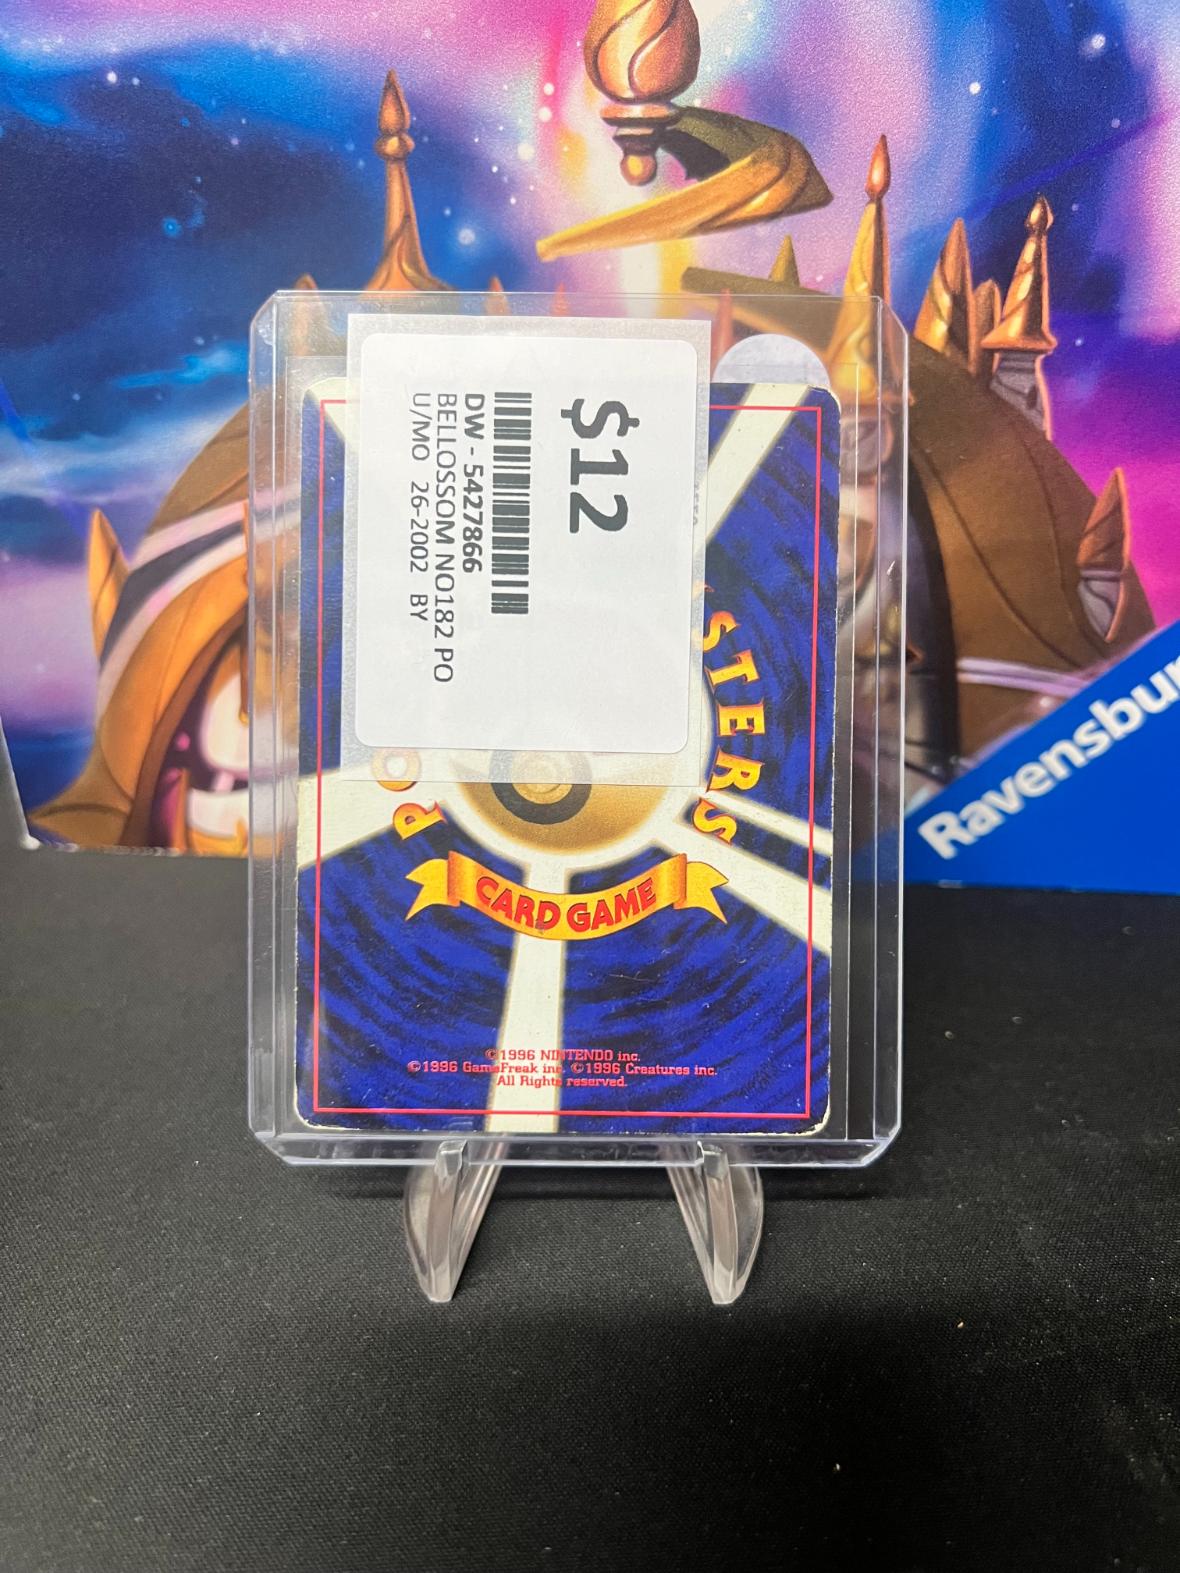 $12
DW - 5427866
BELLOSSOM NO182 PO
U/MO 26-2002 BY
STERS
PO
CARD GAME
©1996 NINTENDO inc.
©1996 GameFreak inc. ©1996 Creatures inc.
All Rights reserved.
Ravensbur